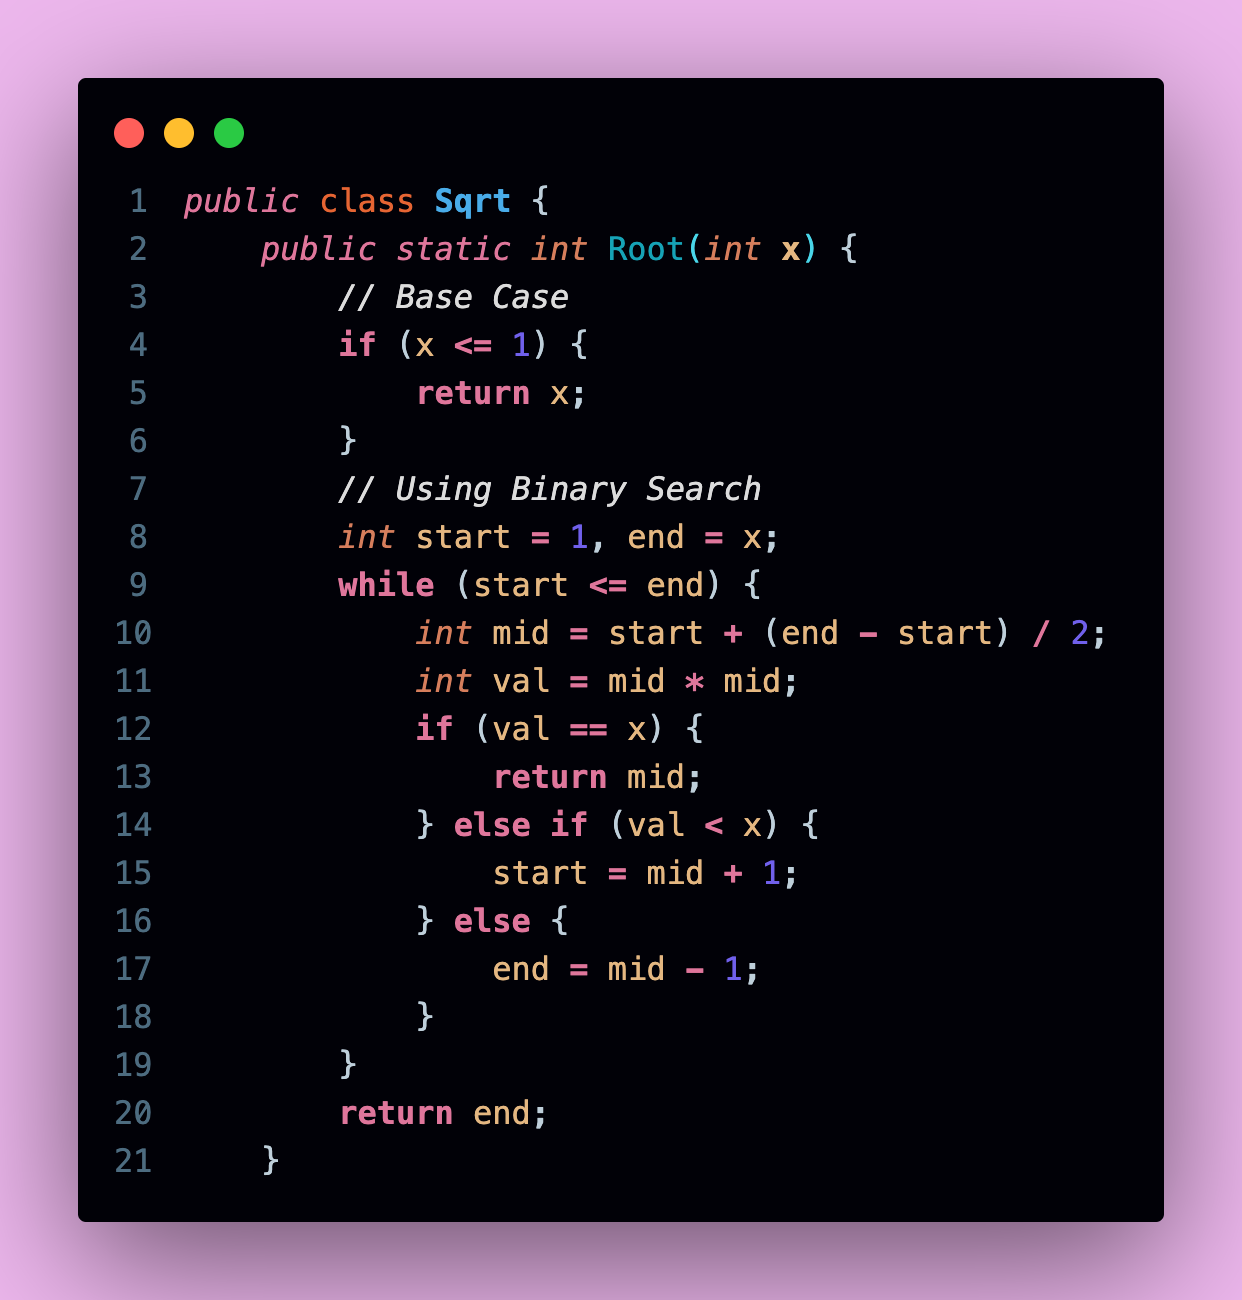 1 public class Sqrt {
2     public static int Root(int x) {
3         // Base Case
4         if (x <= 1) {
5             return x;
6         }
7         // Using Binary Search
8         int start = 1, end = x;
9         while (start <= end) {
10             int mid = start + (end - start) / 2;
11             int val = mid * mid;
12             if (val == x) {
13                 return mid;
14             } else if (val < x) {
15                 start = mid + 1;
16             } else {
17                 end = mid - 1;
18             }
19         }
20         return end;
21     }